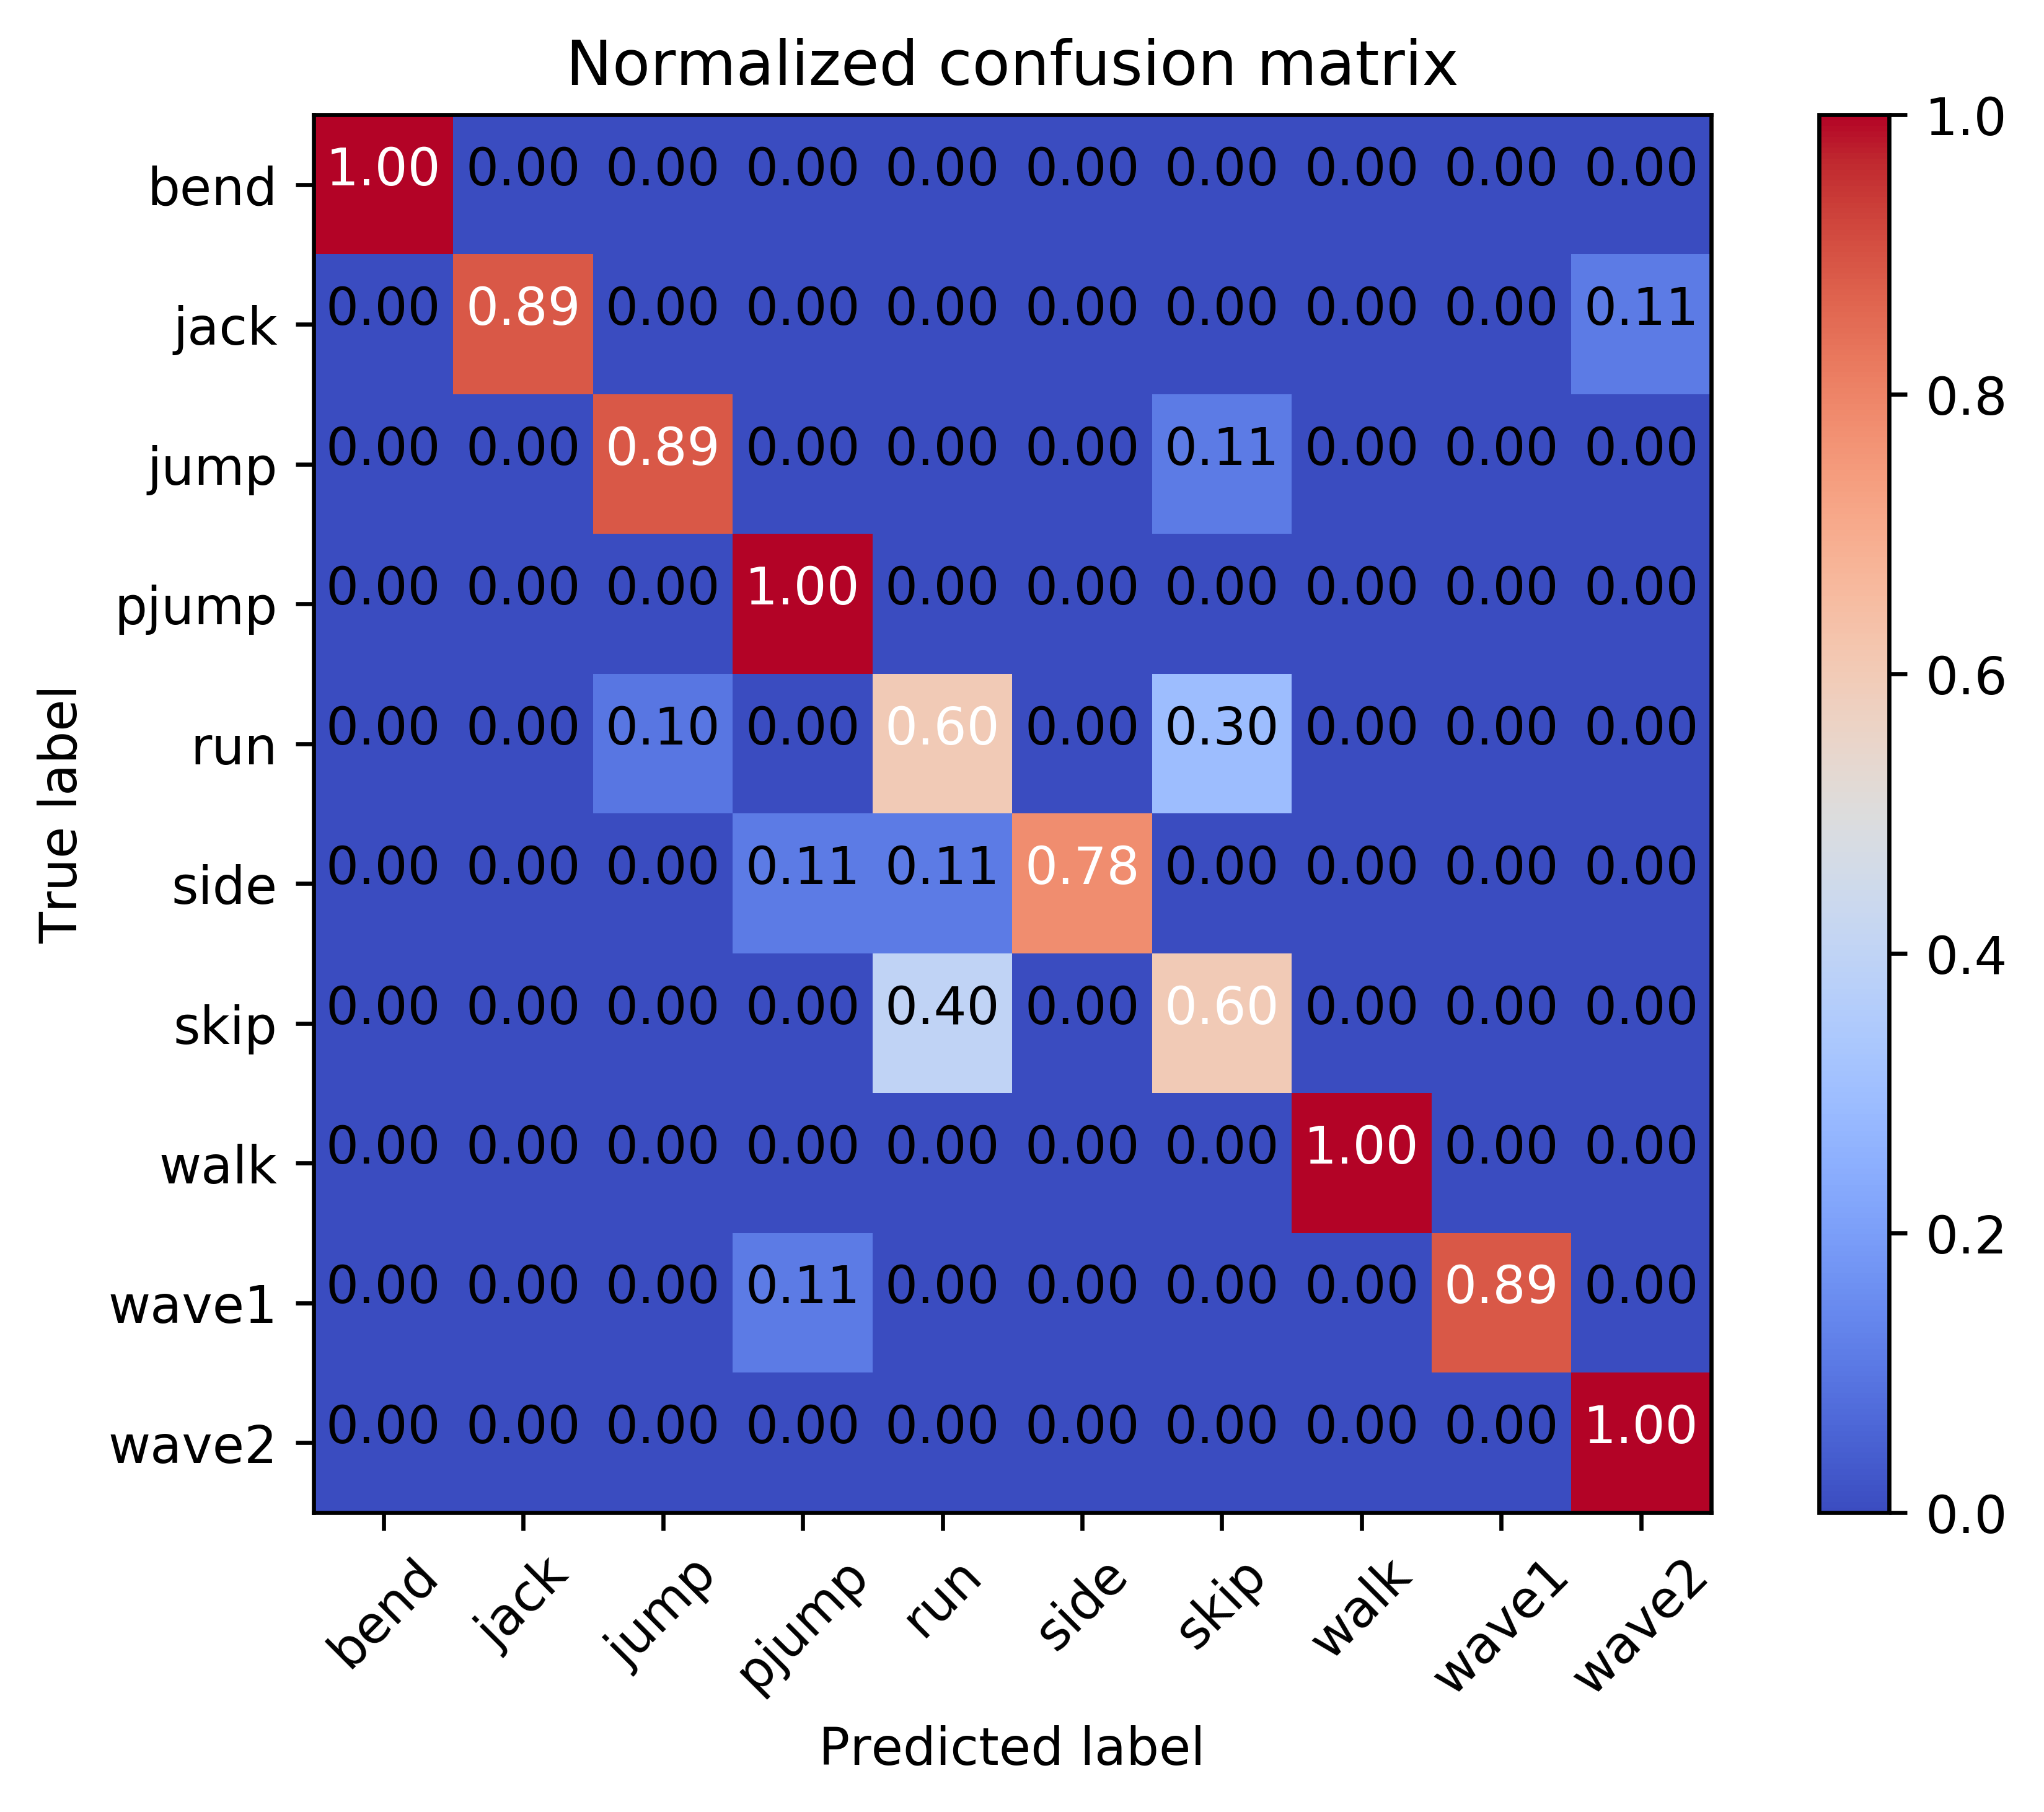 Normalized confusion matrix
bend 1.00 0.00 0.00 0.00 0.00 0.00 0.00 0.00 0.00 0.00
jack 0.00 0.89 0.00 0.00 0.00 0.00 0.00 0.00 0.00 0.11
jump 0.00 0.00 0.89 0.00 0.00 0.00 0.11 0.00 0.00 0.00
pjump 0.00 0.00 0.00 1.00 0.00 0.00 0.00 0.00 0.00 0.00
run 0.00 0.00 0.10 0.00 0.60 0.00 0.30 0.00 0.00 0.00
side 0.00 0.00 0.00 0.11 0.11 0.78 0.00 0.00 0.00 0.00
skip 0.00 0.00 0.00 0.00 0.40 0.00 0.60 0.00 0.00 0.00
walk 0.00 0.00 0.00 0.00 0.00 0.00 0.00 1.00 0.00 0.00
wave1 0.00 0.00 0.00 0.11 0.00 0.00 0.00 0.00 0.89 0.00
wave2 0.00 0.00 0.00 0.00 0.00 0.00 0.00 0.00 0.00 1.00
bend jack jump pjump run side skip walk wave1 wave2
Predicted label
True label
1.0
0.8
0.6
0.4
0.2
0.0